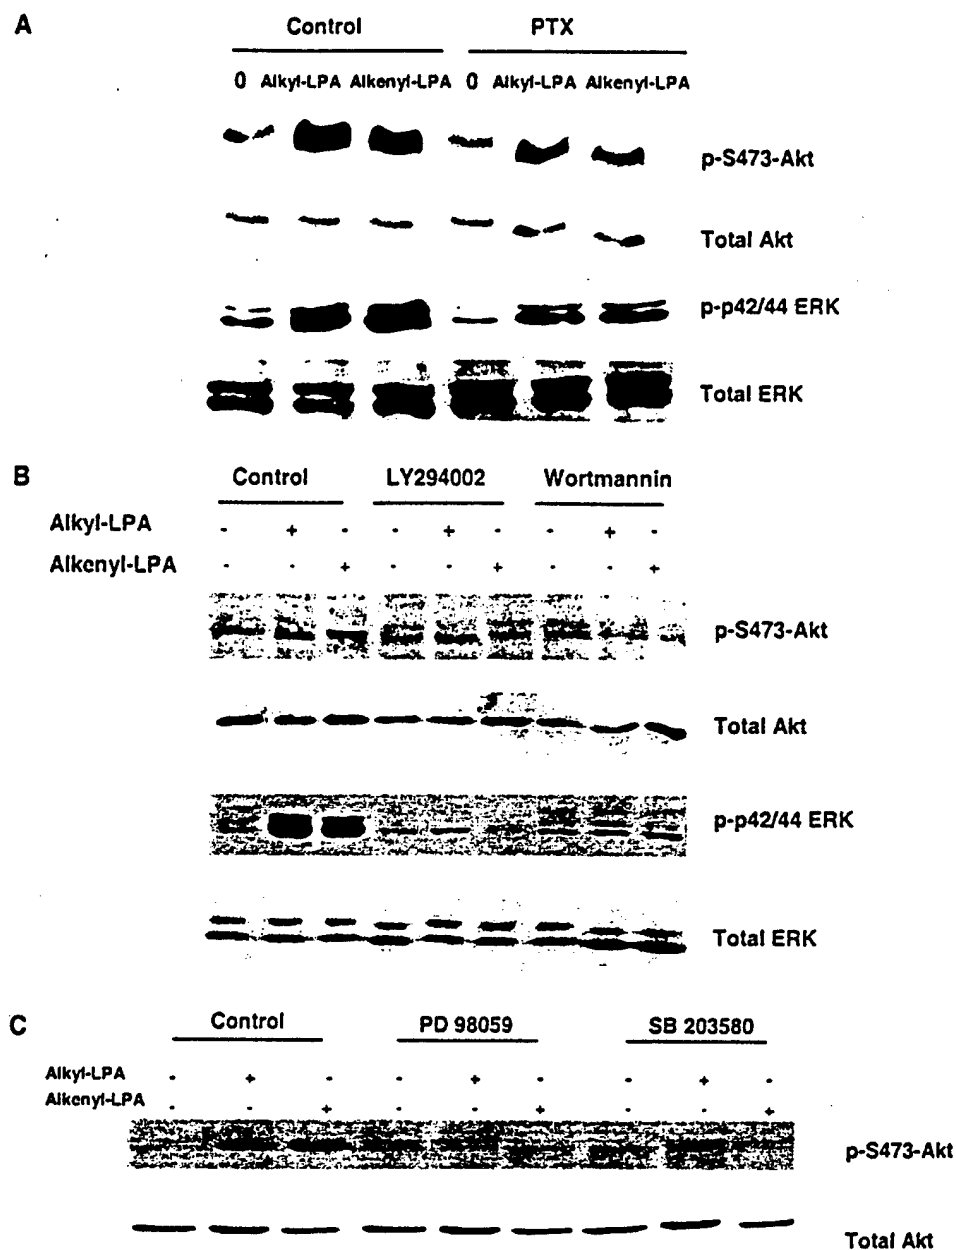 A
Control PTX
0 Alkyl-LPA Alkenyl-LPA 0 Alkyl-LPA Alkenyl-LPA
p-S473-Akt
Total Akt
p-p42/44 ERK
Total ERK
B
Control LY294002 Wortmannin
Alkyl-LPA - + - - + - - + -
Alkenyl-LPA - - + - - + - - +
p-S473-Akt
Total Akt
p-p42/44 ERK
Total ERK
C
Control PD 98059 SB 203580
Alkyl-LPA - + - - + - - + -
Alkenyl-LPA - - + - - + - - +
p-S473-Akt
Total Akt